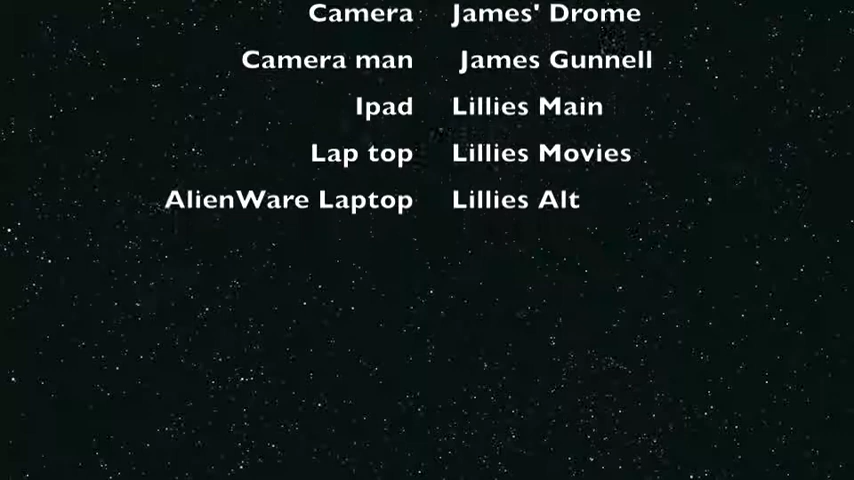 Camera James' Drome
Camera man James Gunnell
Ipad Lillies Main
Lap top Lillies Movies
AlienWare Laptop Lillies Alt